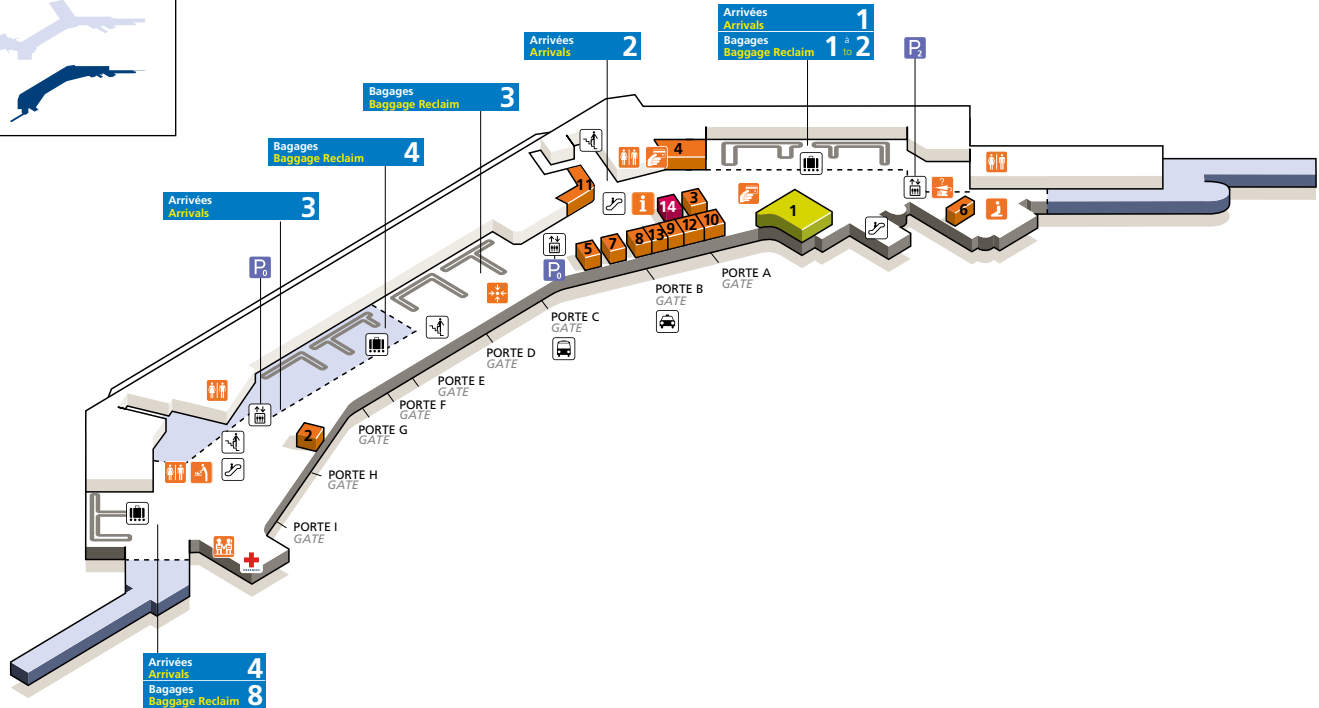 Arrivées 1
Arrivals
Bagages 1 à 2
Baggage Reclaim to
Arrivées 2
Arrivals
P2
Bagages 3
Baggage Reclaim
Bagages 4
Baggage Reclaim
Arrivées 3
Arrivals
P0
4
11
i
14
3
1
?
6
5
7
8
13
9
12
10
P0
PORTE A
GATE
PORTE B
GATE
PORTE C
GATE
PORTE D
GATE
PORTE E
GATE
PORTE F
GATE
PORTE G
GATE
2
PORTE H
GATE
PORTE I
GATE
Arrivées 4
Arrivals
Bagages 8
Baggage Reclaim